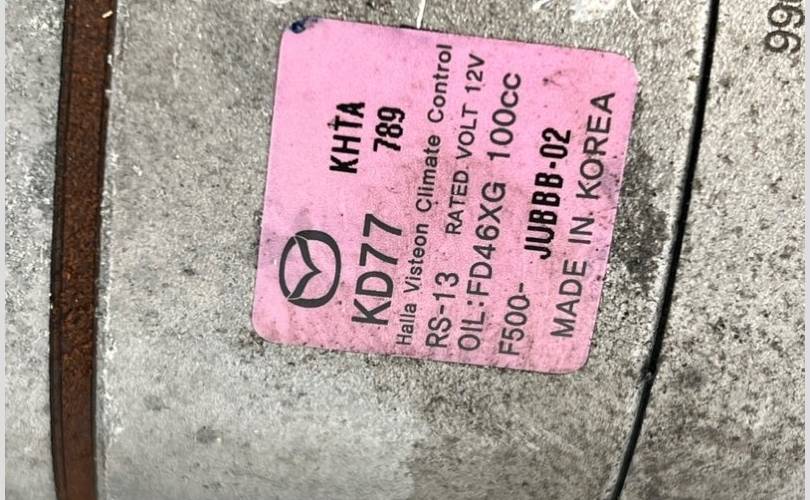 KD77 KHTA
789
Halla Visteon Climate Control
RS-13 RATED VOLT 12V
OIL:FD46XG 100cc
F500- JUBBB-02
MADE IN KOREA